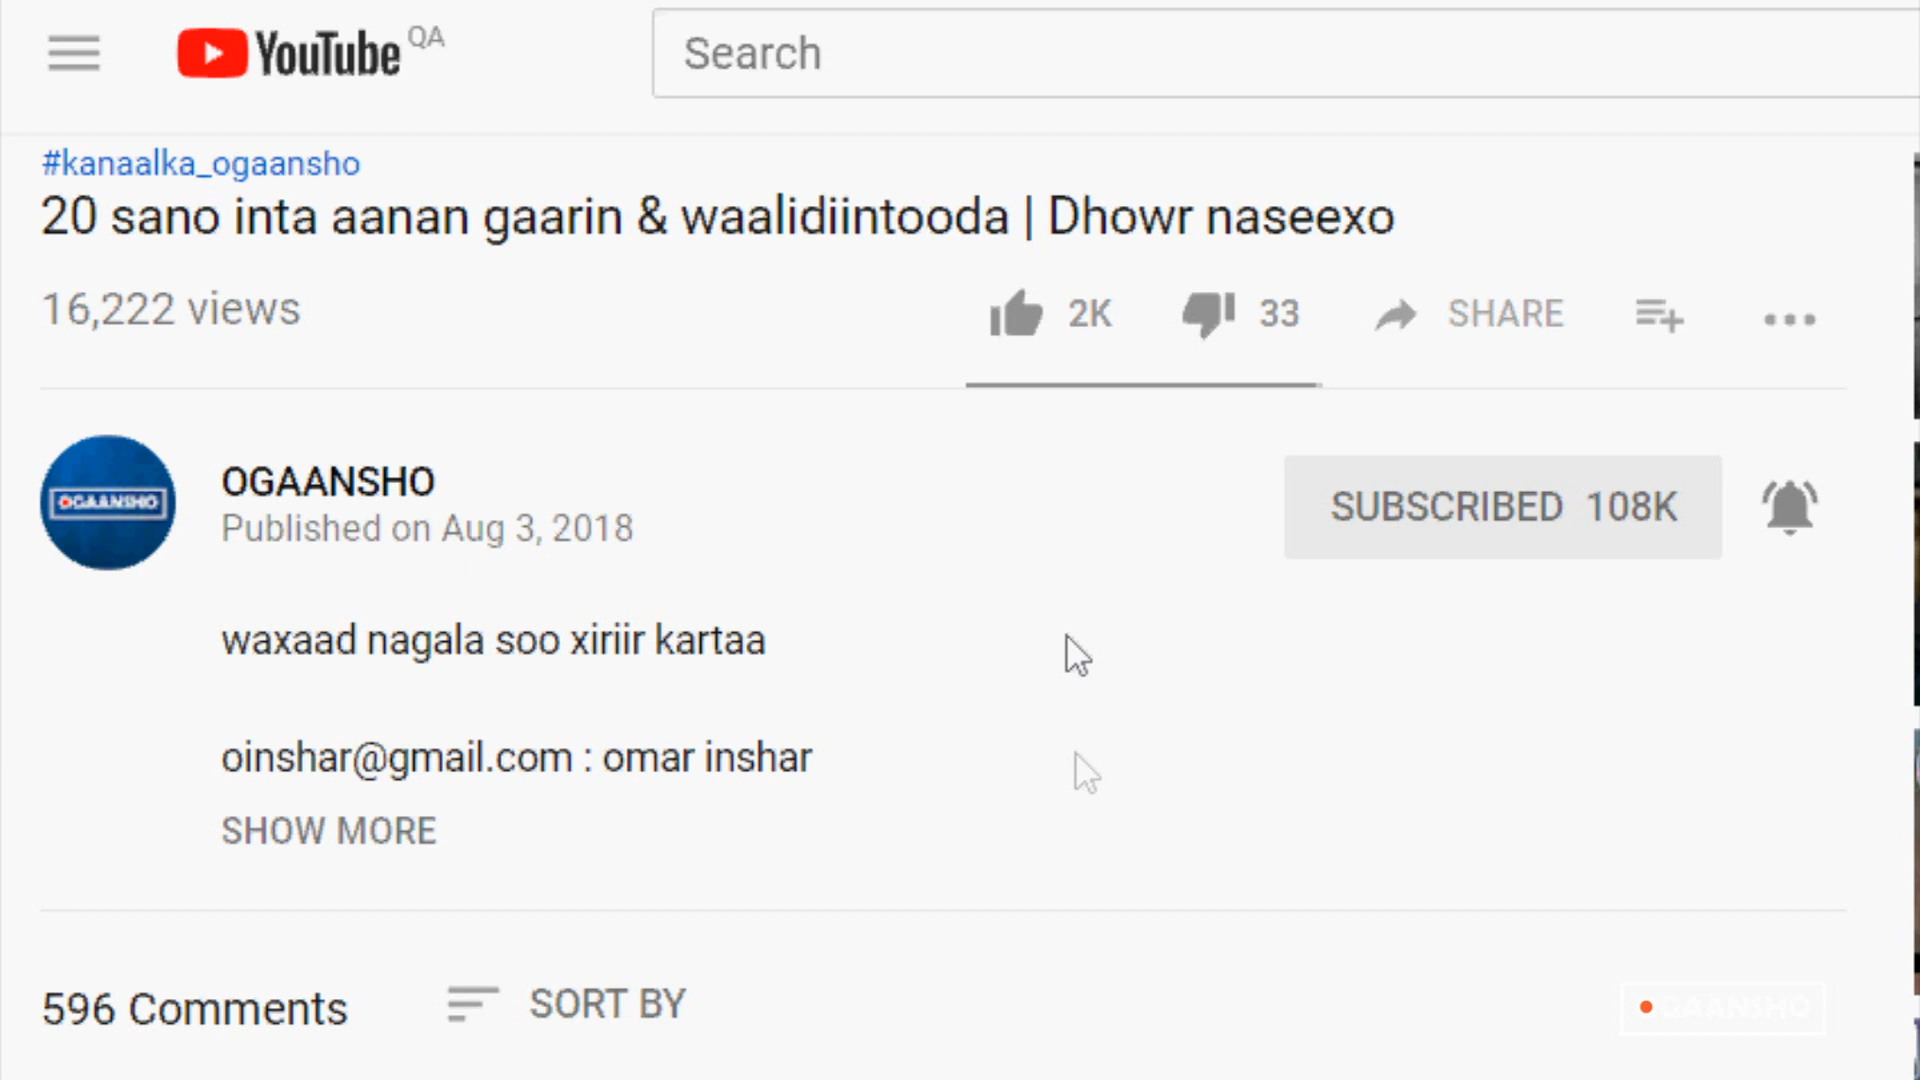 YouTube QA
Search
#kanaalka_ogaansho
20 sano inta aanan gaarin & waalidiintooda | Dhowr naseexo
16,222 views
2K 33 SHARE
OGAANSHO
OGAANSHO
Published on Aug 3, 2018
SUBSCRIBED 108K
waxaad nagala soo xiriir kartaa
oinshar@gmail.com : omar inshar
SHOW MORE
596 Comments
SORT BY
OGAANSHO